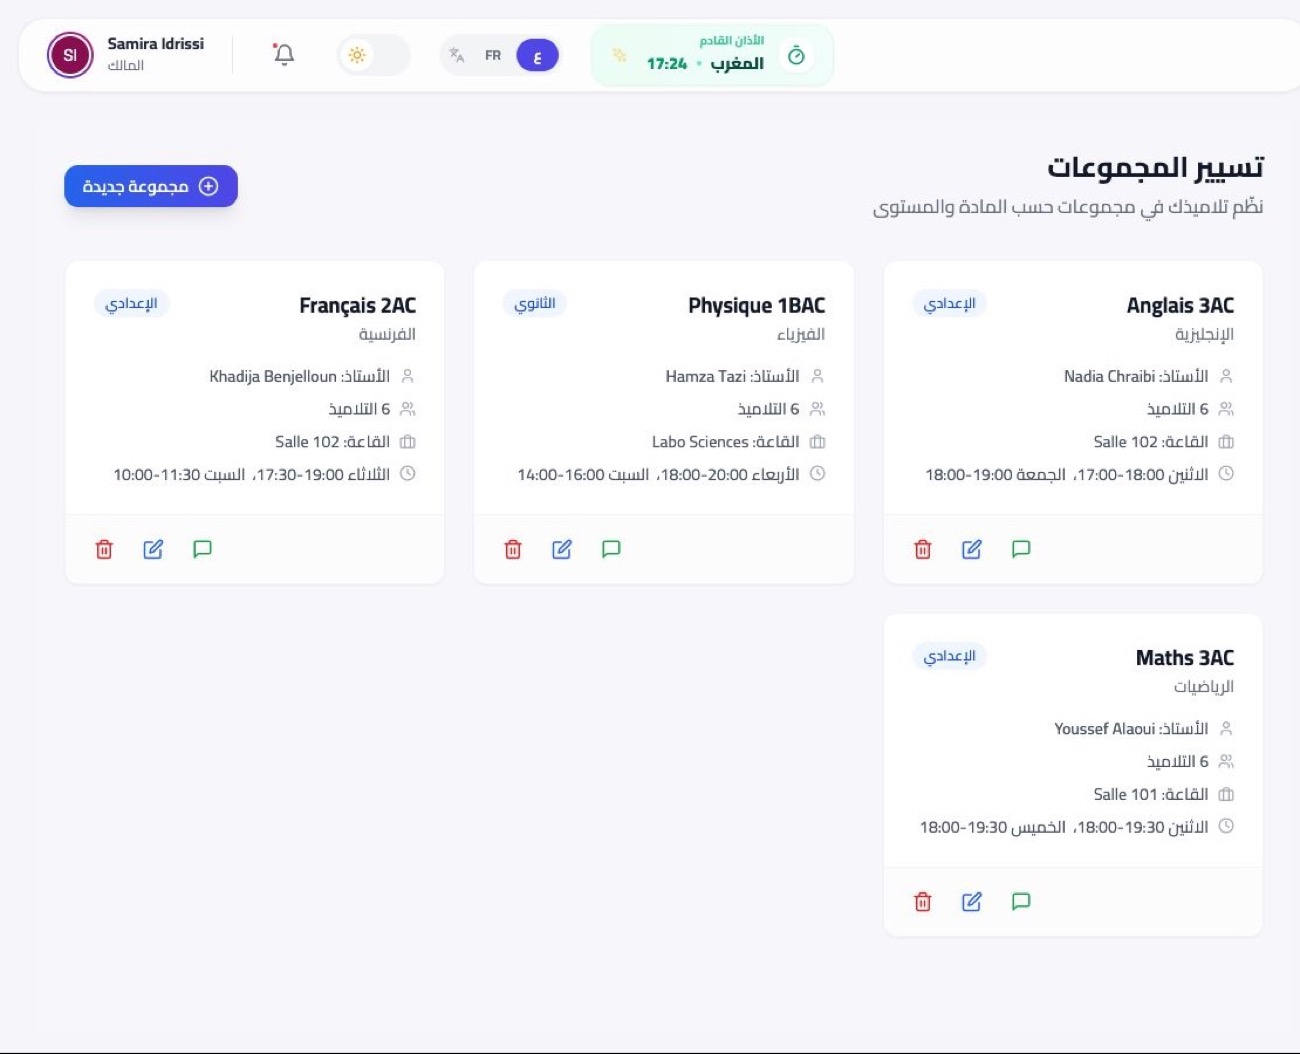 الأذان القادم
المغرب • 17:24
ع
FR
Samira Idrissi
المالك
SI
تسيير المجموعات
نظّم تلاميذك في مجموعات حسب المادة والمستوى
مجموعة جديدة
Anglais 3AC
الإعدادي
الإنجليزية
الأستاذ: Nadia Chraibi
6 التلاميذ
القاعة: Salle 102
الاثنين 18:00-17:00، الجمعة 19:00-18:00
Physique 1BAC
الثانوي
الفيزياء
الأستاذ: Hamza Tazi
6 التلاميذ
القاعة: Labo Sciences
الأربعاء 20:00-18:00، السبت 16:00-14:00
Français 2AC
الإعدادي
الفرنسية
الأستاذ: Khadija Benjelloun
6 التلاميذ
القاعة: Salle 102
الثلاثاء 19:00-17:30، السبت 11:30-10:00
Maths 3AC
الإعدادي
الرياضيات
الأستاذ: Youssef Alaoui
6 التلاميذ
القاعة: Salle 101
الاثنين 19:30-18:00، الخميس 19:30-18:00